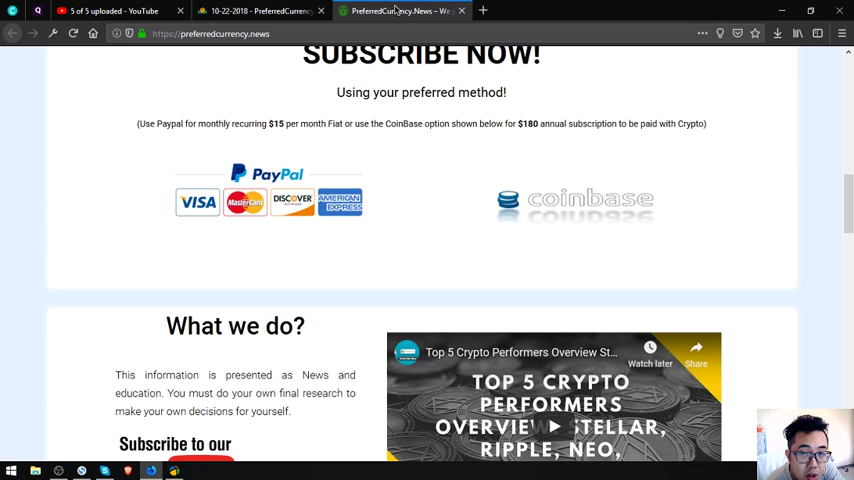 5 of 5 uploaded - YouTube
10-22-2018 - PreferredCurrency
PreferredCurrency.News – We
https://preferredcurrency.news
SUBSCRIBE NOW!
Using your preferred method!
(Use Paypal for monthly recurring $15 per month Fiat or use the CoinBase option shown below for $180 annual subscription to be paid with Crypto)
PayPal
VISA MasterCard DISCOVER AMERICAN EXPRESS
coinbase
What we do?
This information is presented as News and
education. You must do your own final research to
make your own decisions for yourself.
Subscribe to our
Top 5 Crypto Performers Overview St...
Watch later
Share
TOP 5 CRYPTO
PERFORMERS
OVERVIEW STELLAR,
RIPPLE, NEO,